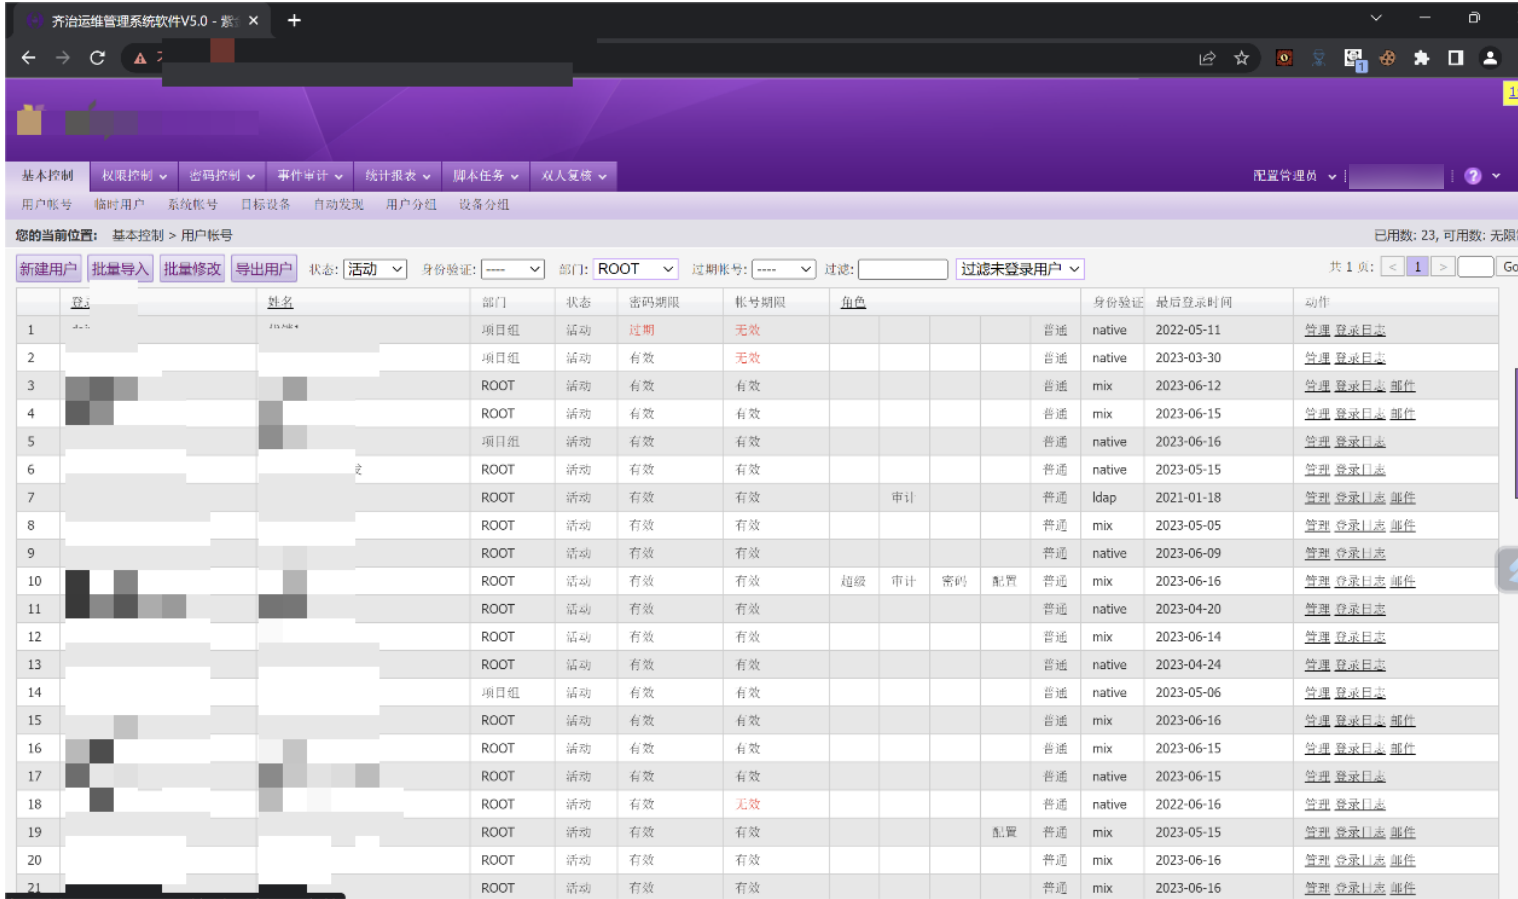 齐治运维管理系统软件V5.0 - 紫
基本控制 权限控制 密码控制 事件审计 统计报表 脚本任务 双人复核 配置管理员
用户帐号 临时用户 系统帐号 目标设备 自动发现 用户分组 设备分组
您的当前位置: 基本控制 > 用户帐号 已用数: 23, 可用数: 无限
新建用户 批量导入 批量修改 导出用户 状态: 活动 身份验证: ---- 部门: ROOT 过期帐号: ---- 过滤: 过滤未登录用户 共 1 页: < 1 > Go
登 姓名 部门 状态 密码期限 帐号期限 角色 身份验证 最后登录时间 动作
1 项目组 活动 过期 无效 普通 native 2022-05-11 管理 登录日志
2 项目组 活动 有效 无效 普通 native 2023-03-30 管理 登录日志
3 ROOT 活动 有效 有效 普通 mix 2023-06-12 管理 登录日志 邮件
4 ROOT 活动 有效 有效 普通 mix 2023-06-15 管理 登录日志 邮件
5 项目组 活动 有效 有效 普通 native 2023-06-16 管理 登录日志
6 ROOT 活动 有效 有效 普通 native 2023-05-15 管理 登录日志
7 ROOT 活动 有效 有效 审计 普通 ldap 2021-01-18 管理 登录日志 邮件
8 ROOT 活动 有效 有效 普通 mix 2023-05-05 管理 登录日志 邮件
9 ROOT 活动 有效 有效 普通 native 2023-06-09 管理 登录日志
10 ROOT 活动 有效 有效 超级 审计 密码 配置 普通 mix 2023-06-16 管理 登录日志 邮件
11 ROOT 活动 有效 有效 普通 native 2023-04-20 管理 登录日志
12 ROOT 活动 有效 有效 普通 mix 2023-06-14 管理 登录日志
13 ROOT 活动 有效 有效 普通 native 2023-04-24 管理 登录日志
14 项目组 活动 有效 有效 普通 native 2023-05-06 管理 登录日志
15 ROOT 活动 有效 有效 普通 mix 2023-06-16 管理 登录日志 邮件
16 ROOT 活动 有效 有效 普通 mix 2023-06-15 管理 登录日志 邮件
17 ROOT 活动 有效 有效 普通 native 2023-06-15 管理 登录日志
18 ROOT 活动 有效 无效 普通 native 2022-06-16 管理 登录日志
19 ROOT 活动 有效 有效 配置 普通 mix 2023-05-15 管理 登录日志 邮件
20 ROOT 活动 有效 有效 普通 mix 2023-06-16 管理 登录日志 邮件
21 ROOT 活动 有效 有效 普通 mix 2023-06-16 管理 登录日志 邮件